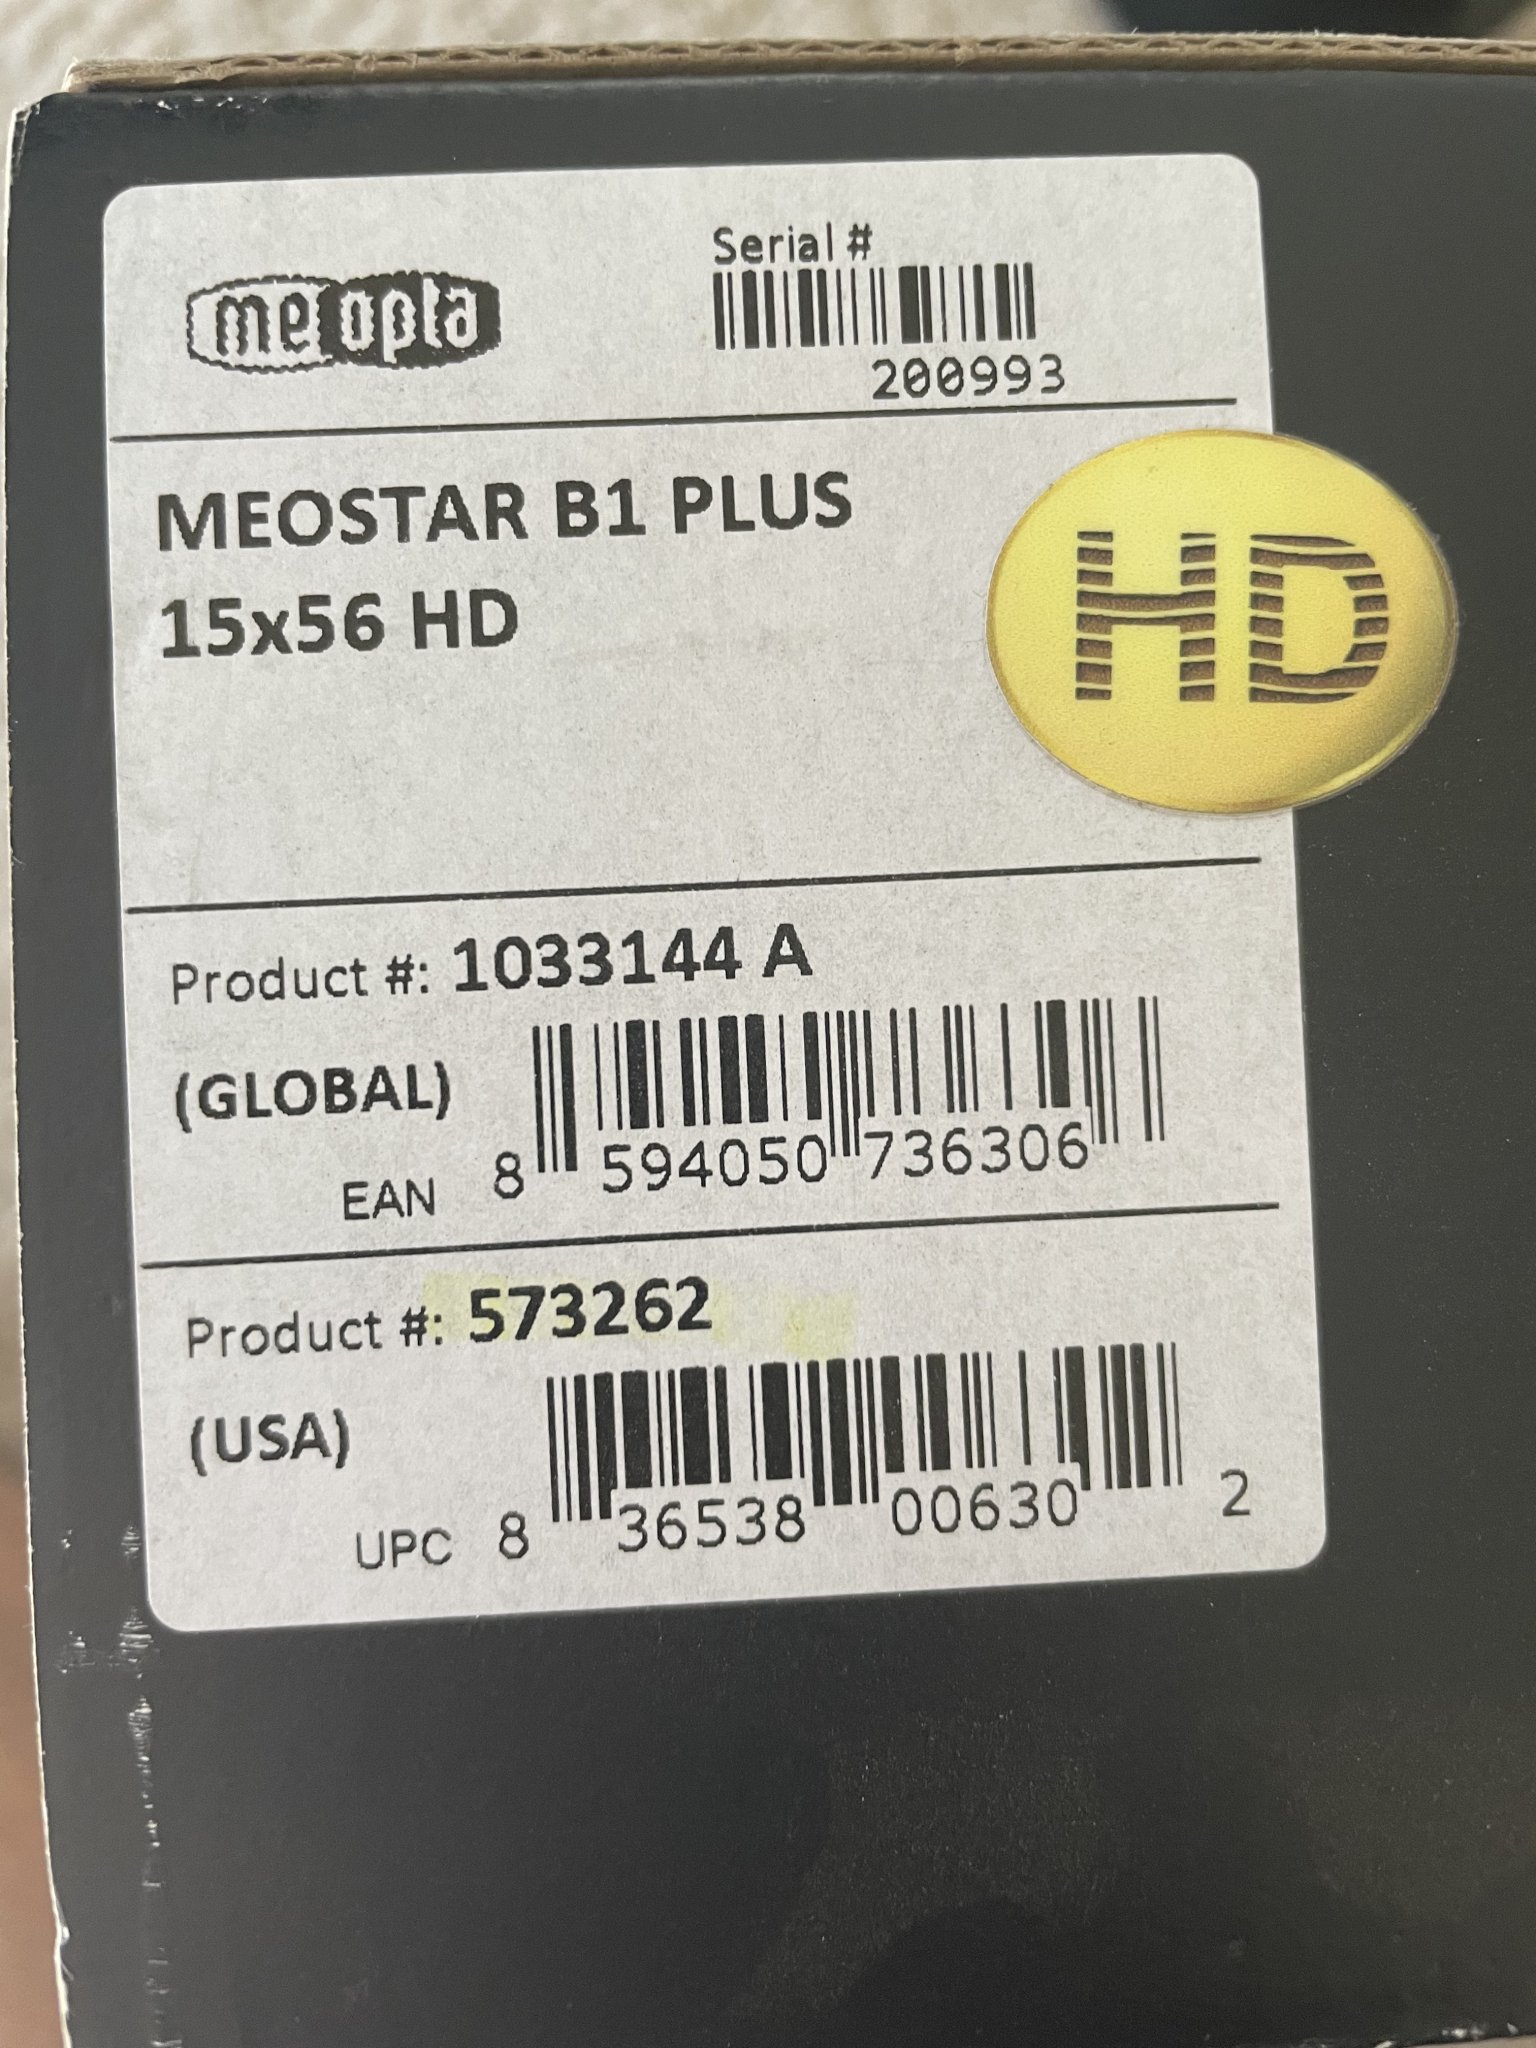 meopta
Serial #
200993
MEOSTAR B1 PLUS
15x56 HD
HD
Product #: 1033144 A
(GLOBAL)
EAN 8 594050 736306
Product #: 573262
(USA)
UPC 8 36538 00630 2